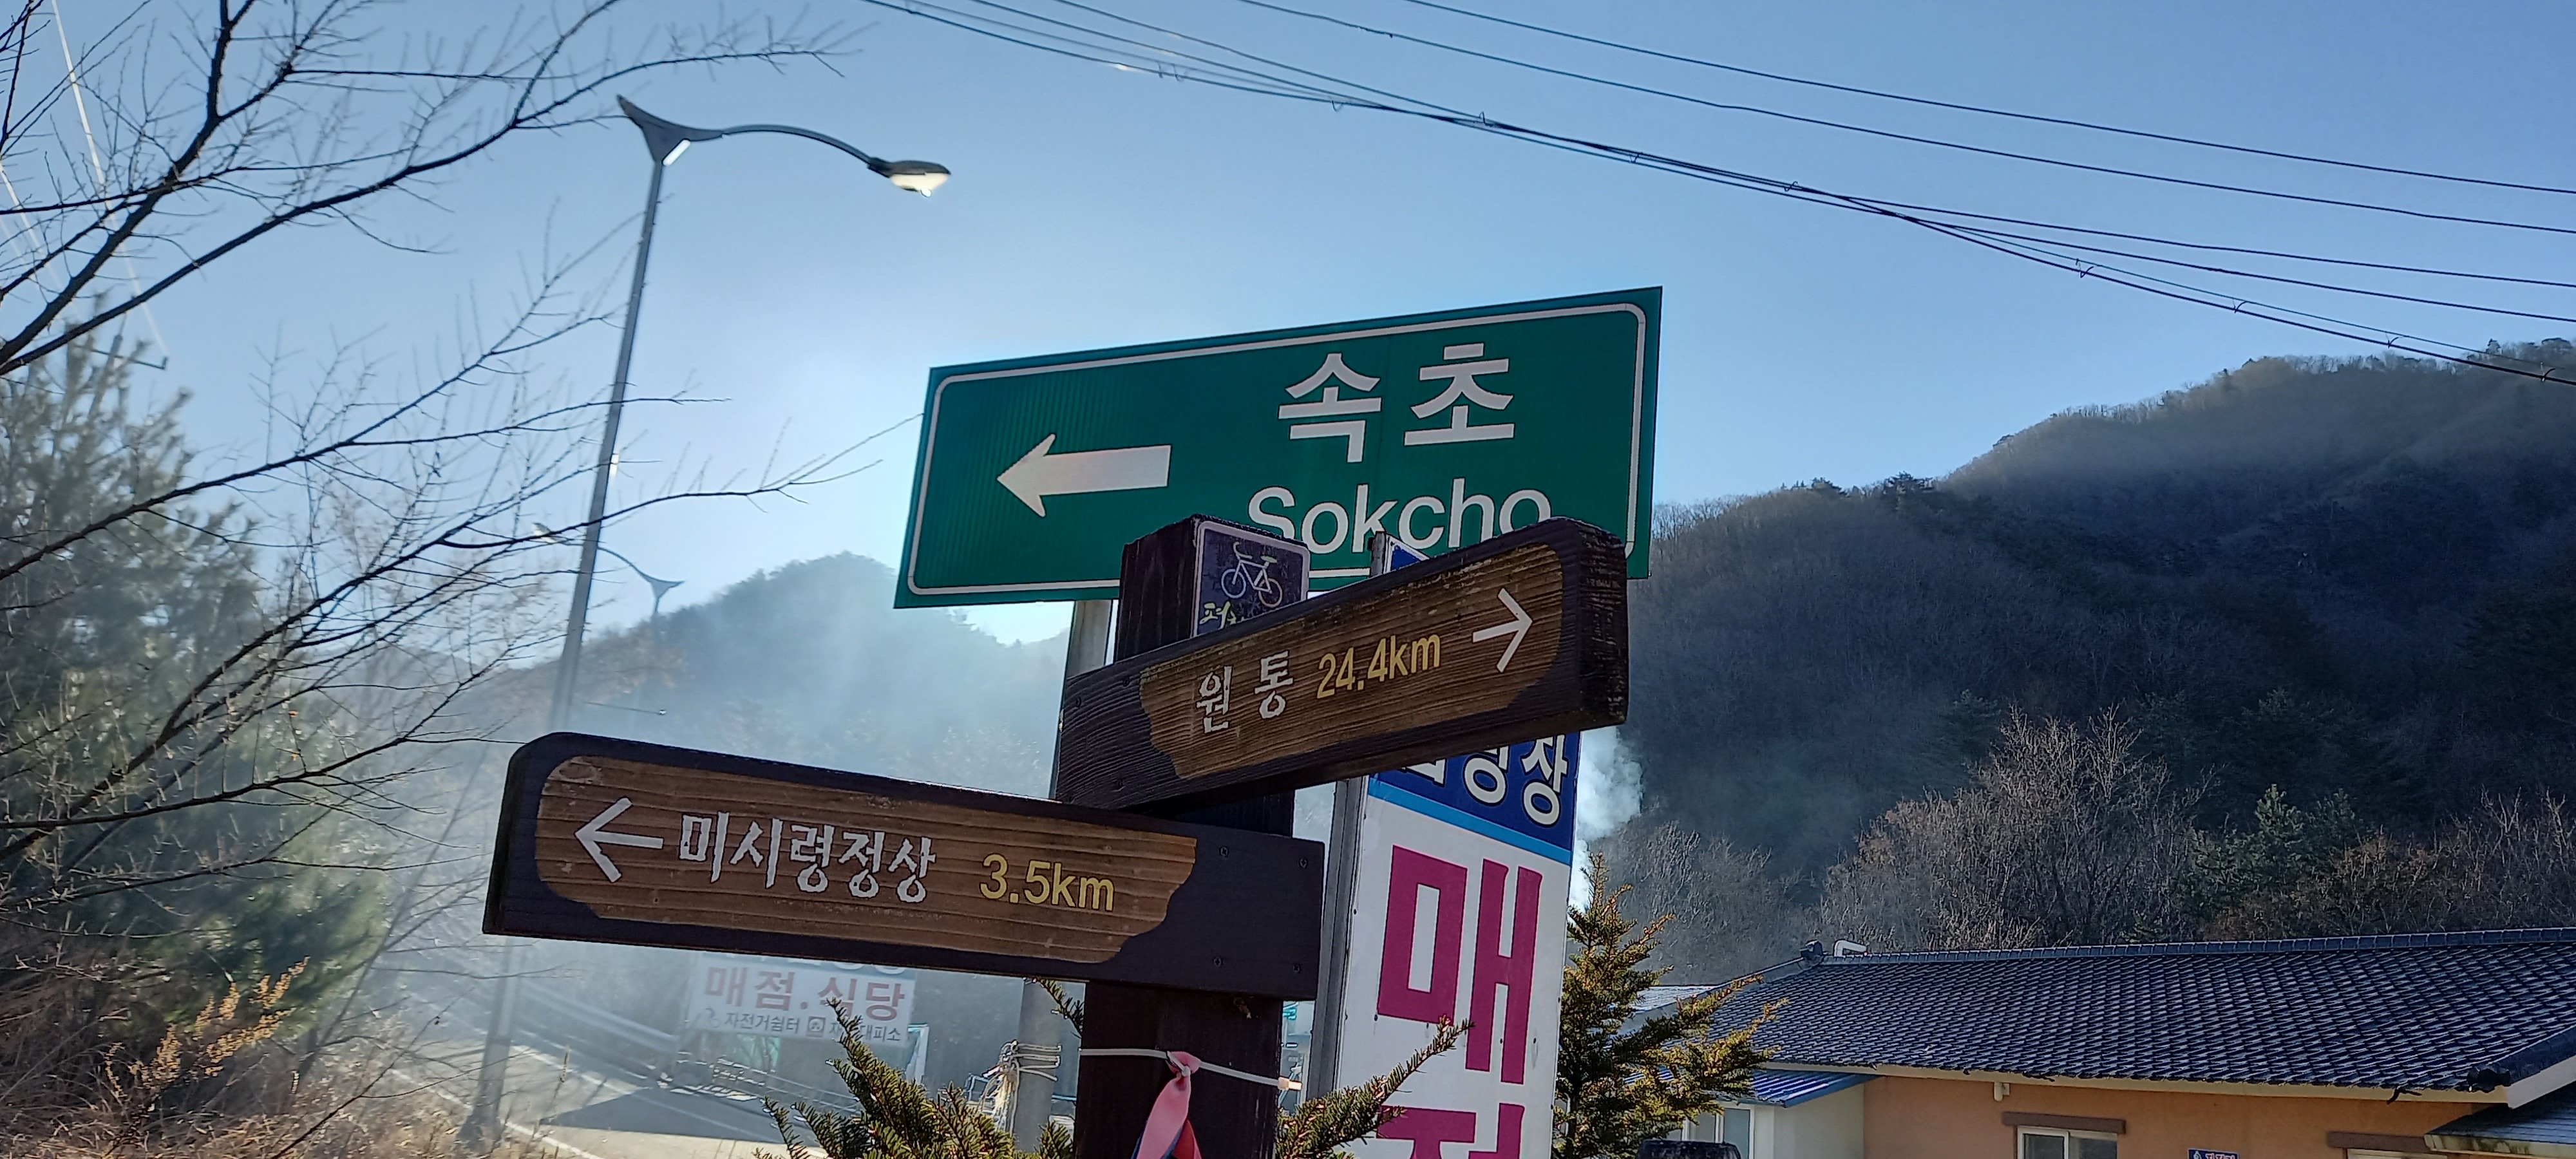 속초
Sokcho
원통 24.4km
미시령정상 3.5km
매점.식당
자전거쉼터
매